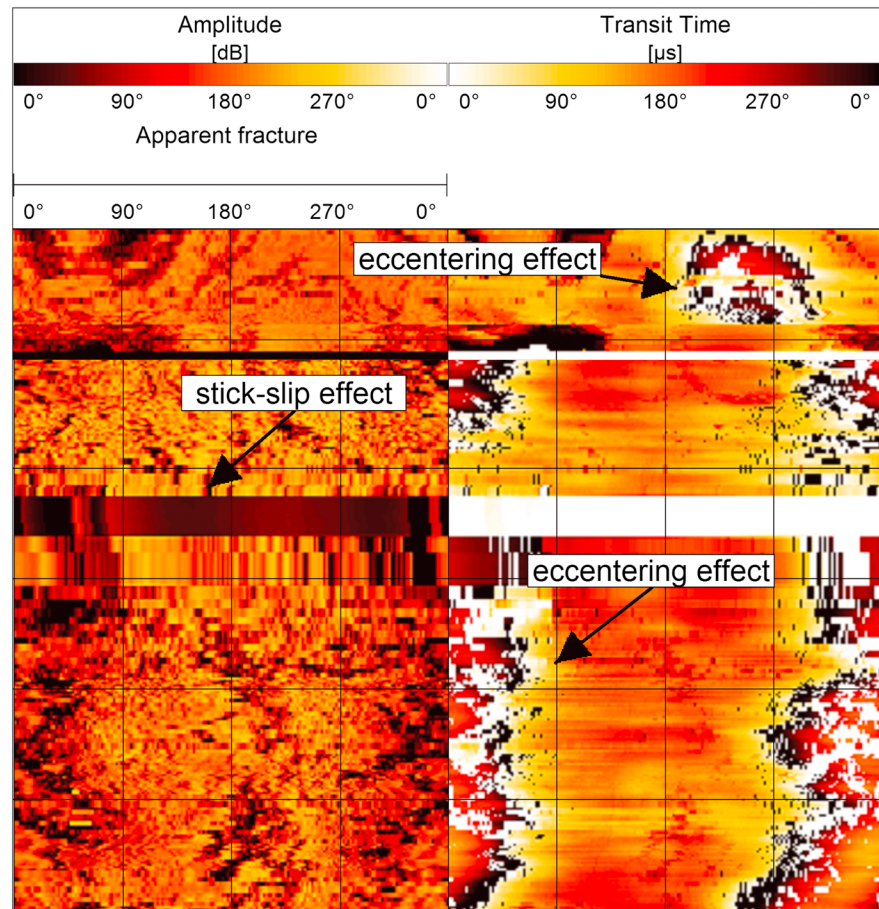 Amplitude
[dB]
Transit Time
[µs]
0° 90° 180° 270° 0°
0° 90° 180° 270° 0°
Apparent fracture
0° 90° 180° 270° 0°
eccentering effect
stick-slip effect
eccentering effect